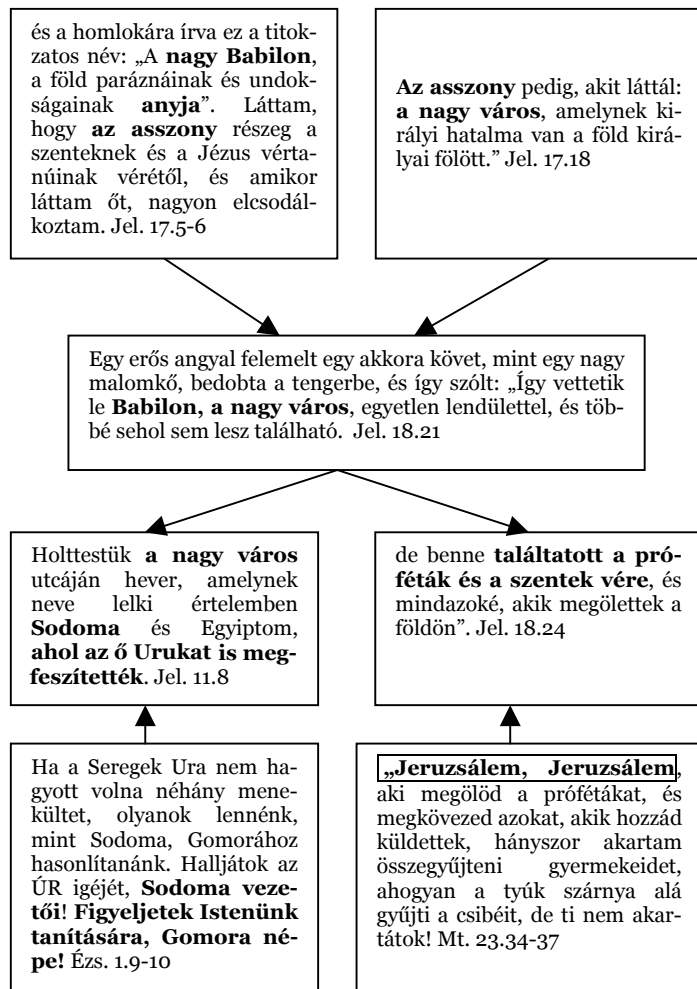 és a homlokára írva ez a titok-
zatos név: „A nagy Babilon,
a föld paráznáinak és undok-
ságainak anyja”. Láttam,
hogy az asszony részeg a
szenteknek és a Jézus vérta-
núinak vérétől, és amikor
láttam őt, nagyon elcsodál-
koztam. Jel. 17.5-6
Az asszony pedig, akit láttál:
a nagy város, amelynek ki-
rályi hatalma van a föld kirá-
lyai fölött.” Jel. 17.18
Egy erős angyal felemelt egy akkora követ, mint egy nagy
malomkő, bedobta a tengerbe, és így szólt: „Így vettetik
le Babilon, a nagy város, egyetlen lendülettel, és töb-
bé sehol sem lesz található. Jel. 18.21
Holttestük a nagy város
utcáján hever, amelynek
neve lelki értelemben
Sodoma és Egyiptom,
ahol az ő Urukat is meg-
feszítették. Jel. 11.8
de benne találtatott a pró-
féták és a szentek vére, és
mindazoké, akik megölettek a
földön”. Jel. 18.24
Ha a Seregek Ura nem ha-
gyott volna néhány mene-
kültet, olyanok lennénk,
mint Sodoma, Gomorához
hasonlítanánk. Halljátok az
ÚR igéjét, Sodoma veze-
tői! Figyeljetek Istenünk
tanítására, Gomora né-
pe! Ézs. 1.9-10
„Jeruzsálem, Jeruzsálem,
aki megölöd a prófétákat, és
megkövezed azokat, akik hozzád
küldettek, hányszor akartam
összegyűjteni gyermekeidet,
ahogyan a tyúk szárnya alá
gyűjti a csibéit, de ti nem akar-
tátok! Mt. 23.34-37